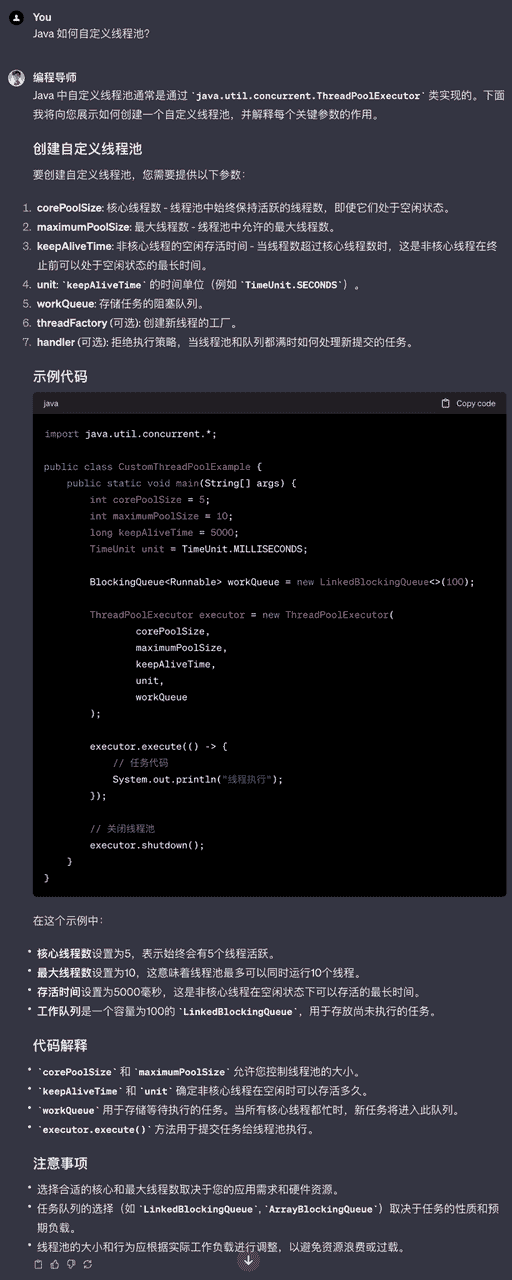 You
Java 如何自定义线程池?
编程导师
Java 中自定义线程池通常是通过 `java.util.concurrent.ThreadPoolExecutor` 类实现的。下面
我将向您展示如何创建一个自定义线程池，并解释每个关键参数的作用。
创建自定义线程池
要创建自定义线程池，您需要提供以下参数：
1. corePoolSize: 核心线程数 - 线程池中始终保持活跃的线程数，即使它们处于空闲状态。
2. maximumPoolSize: 最大线程数 - 线程池中允许的最大线程数。
3. keepAliveTime: 非核心线程的空闲存活时间 - 当线程数超过核心线程数时，这是非核心线程在终
止前可以处于空闲状态的最长时间。
4. unit: `keepAliveTime` 的时间单位（例如 `TimeUnit.SECONDS`）。
5. workQueue: 存储任务的阻塞队列。
6. threadFactory (可选): 创建新线程的工厂。
7. handler (可选): 拒绝执行策略，当线程池和队列都满时如何处理新提交的任务。
示例代码
java
Copy code
import java.util.concurrent.*;
public class CustomThreadPoolExample {
public static void main(String[] args) {
int corePoolSize = 5;
int maximumPoolSize = 10;
long keepAliveTime = 5000;
TimeUnit unit = TimeUnit.MILLISECONDS;
BlockingQueue<Runnable> workQueue = new LinkedBlockingQueue<>(100);
ThreadPoolExecutor executor = new ThreadPoolExecutor(
corePoolSize,
maximumPoolSize,
keepAliveTime,
unit,
workQueue
);
executor.execute(() -> {
// 任务代码
System.out.println("线程执行");
});
// 关闭线程池
executor.shutdown();
}
}
在这个示例中：
• 核心线程数设置为5，表示始终会有5个线程活跃。
• 最大线程数设置为10，这意味着线程池最多可以同时运行10个线程。
• 存活时间设置为5000毫秒，这是非核心线程在空闲状态下可以存活的最长时间。
• 工作队列是一个容量为100的 `LinkedBlockingQueue`，用于存放尚未执行的任务。
代码解释
• `corePoolSize` 和 `maximumPoolSize` 允许您控制线程池的大小。
• `keepAliveTime` 和 `unit` 确定非核心线程在空闲时可以存活多久。
• `workQueue` 用于存储等待执行的任务。当所有核心线程都忙时，新任务将进入此队列。
• `executor.execute()` 方法用于提交任务给线程池执行。
注意事项
• 选择合适的核心和最大线程数取决于您的应用需求和硬件资源。
• 任务队列的选择（如 `LinkedBlockingQueue`, `ArrayBlockingQueue`）取决于任务的性质和预
期负载。
• 线程池的大小和行为应根据实际工作负载进行调整，以避免资源浪费或过载。